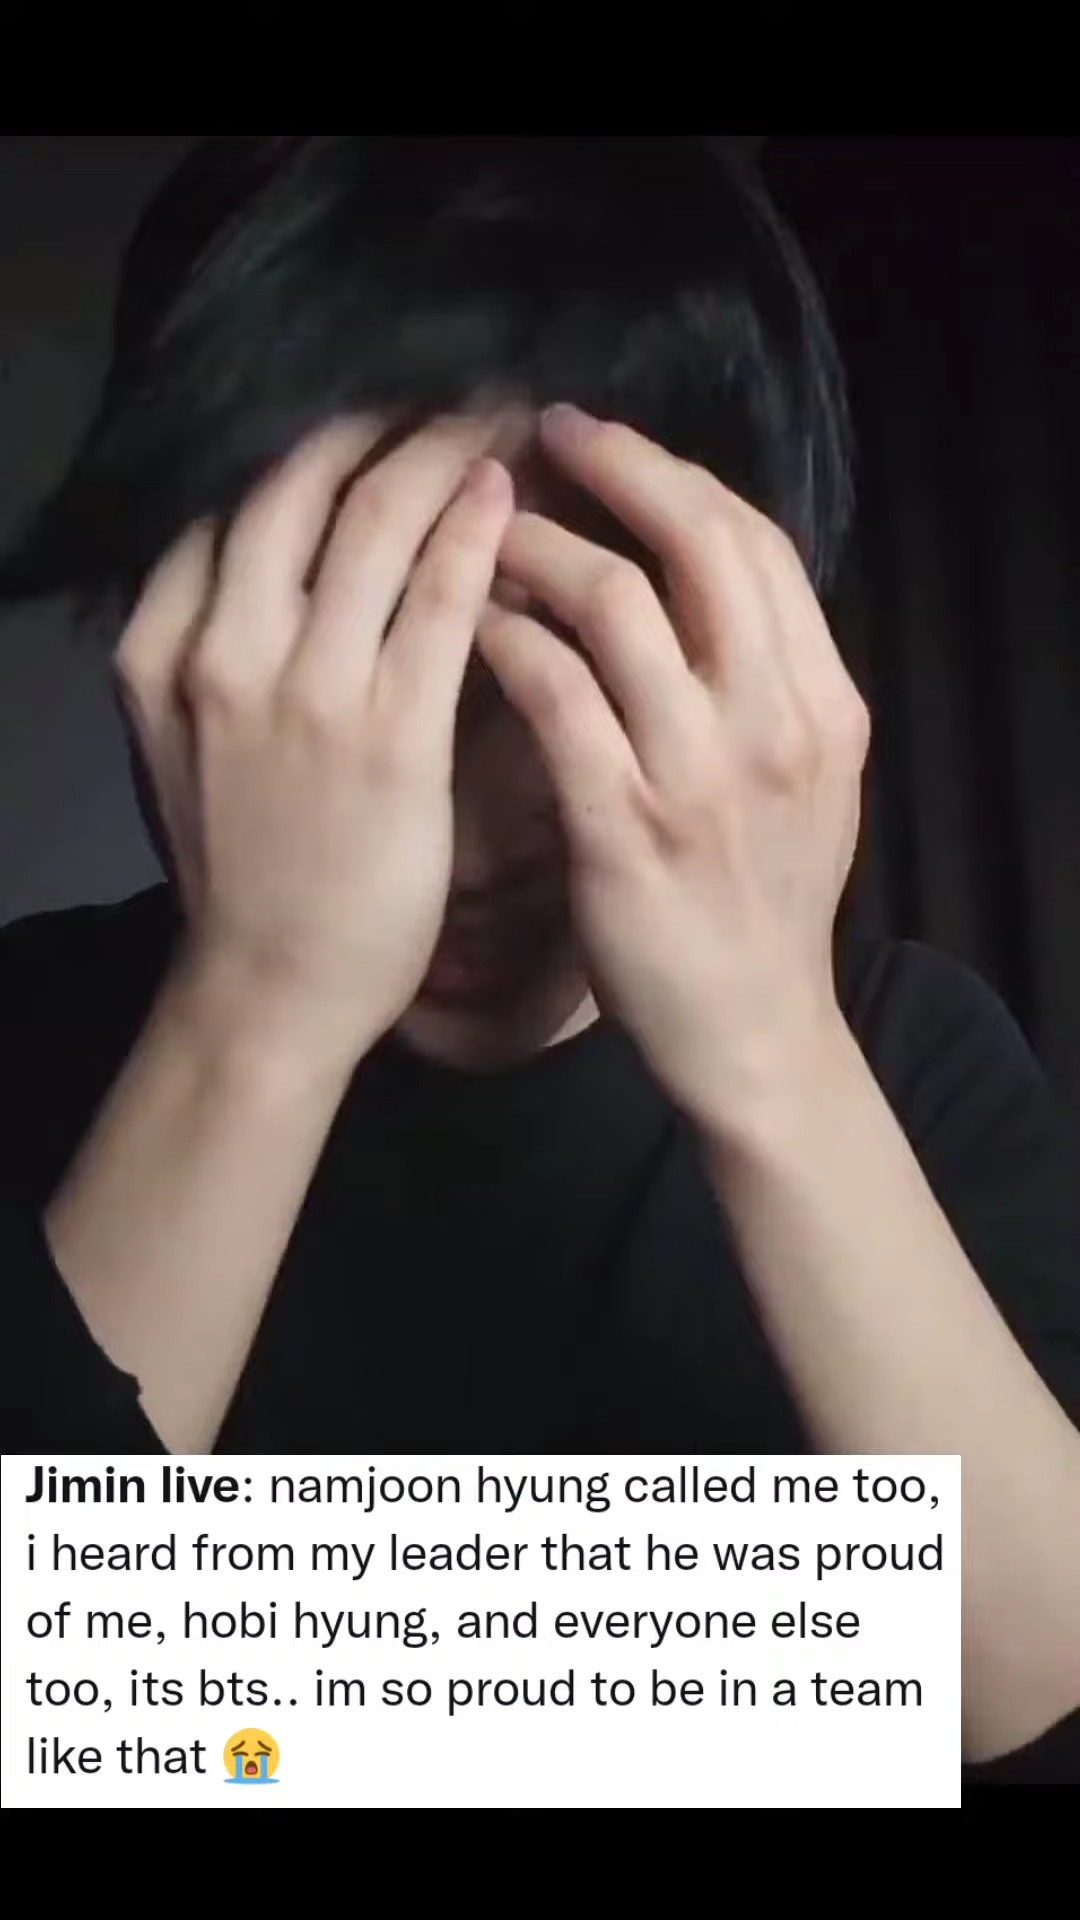 Jimin live: namjoon hyung called me too,
i heard from my leader that he was proud
of me, hobi hyung, and everyone else
too, its bts.. im so proud to be in a team
like that 😭